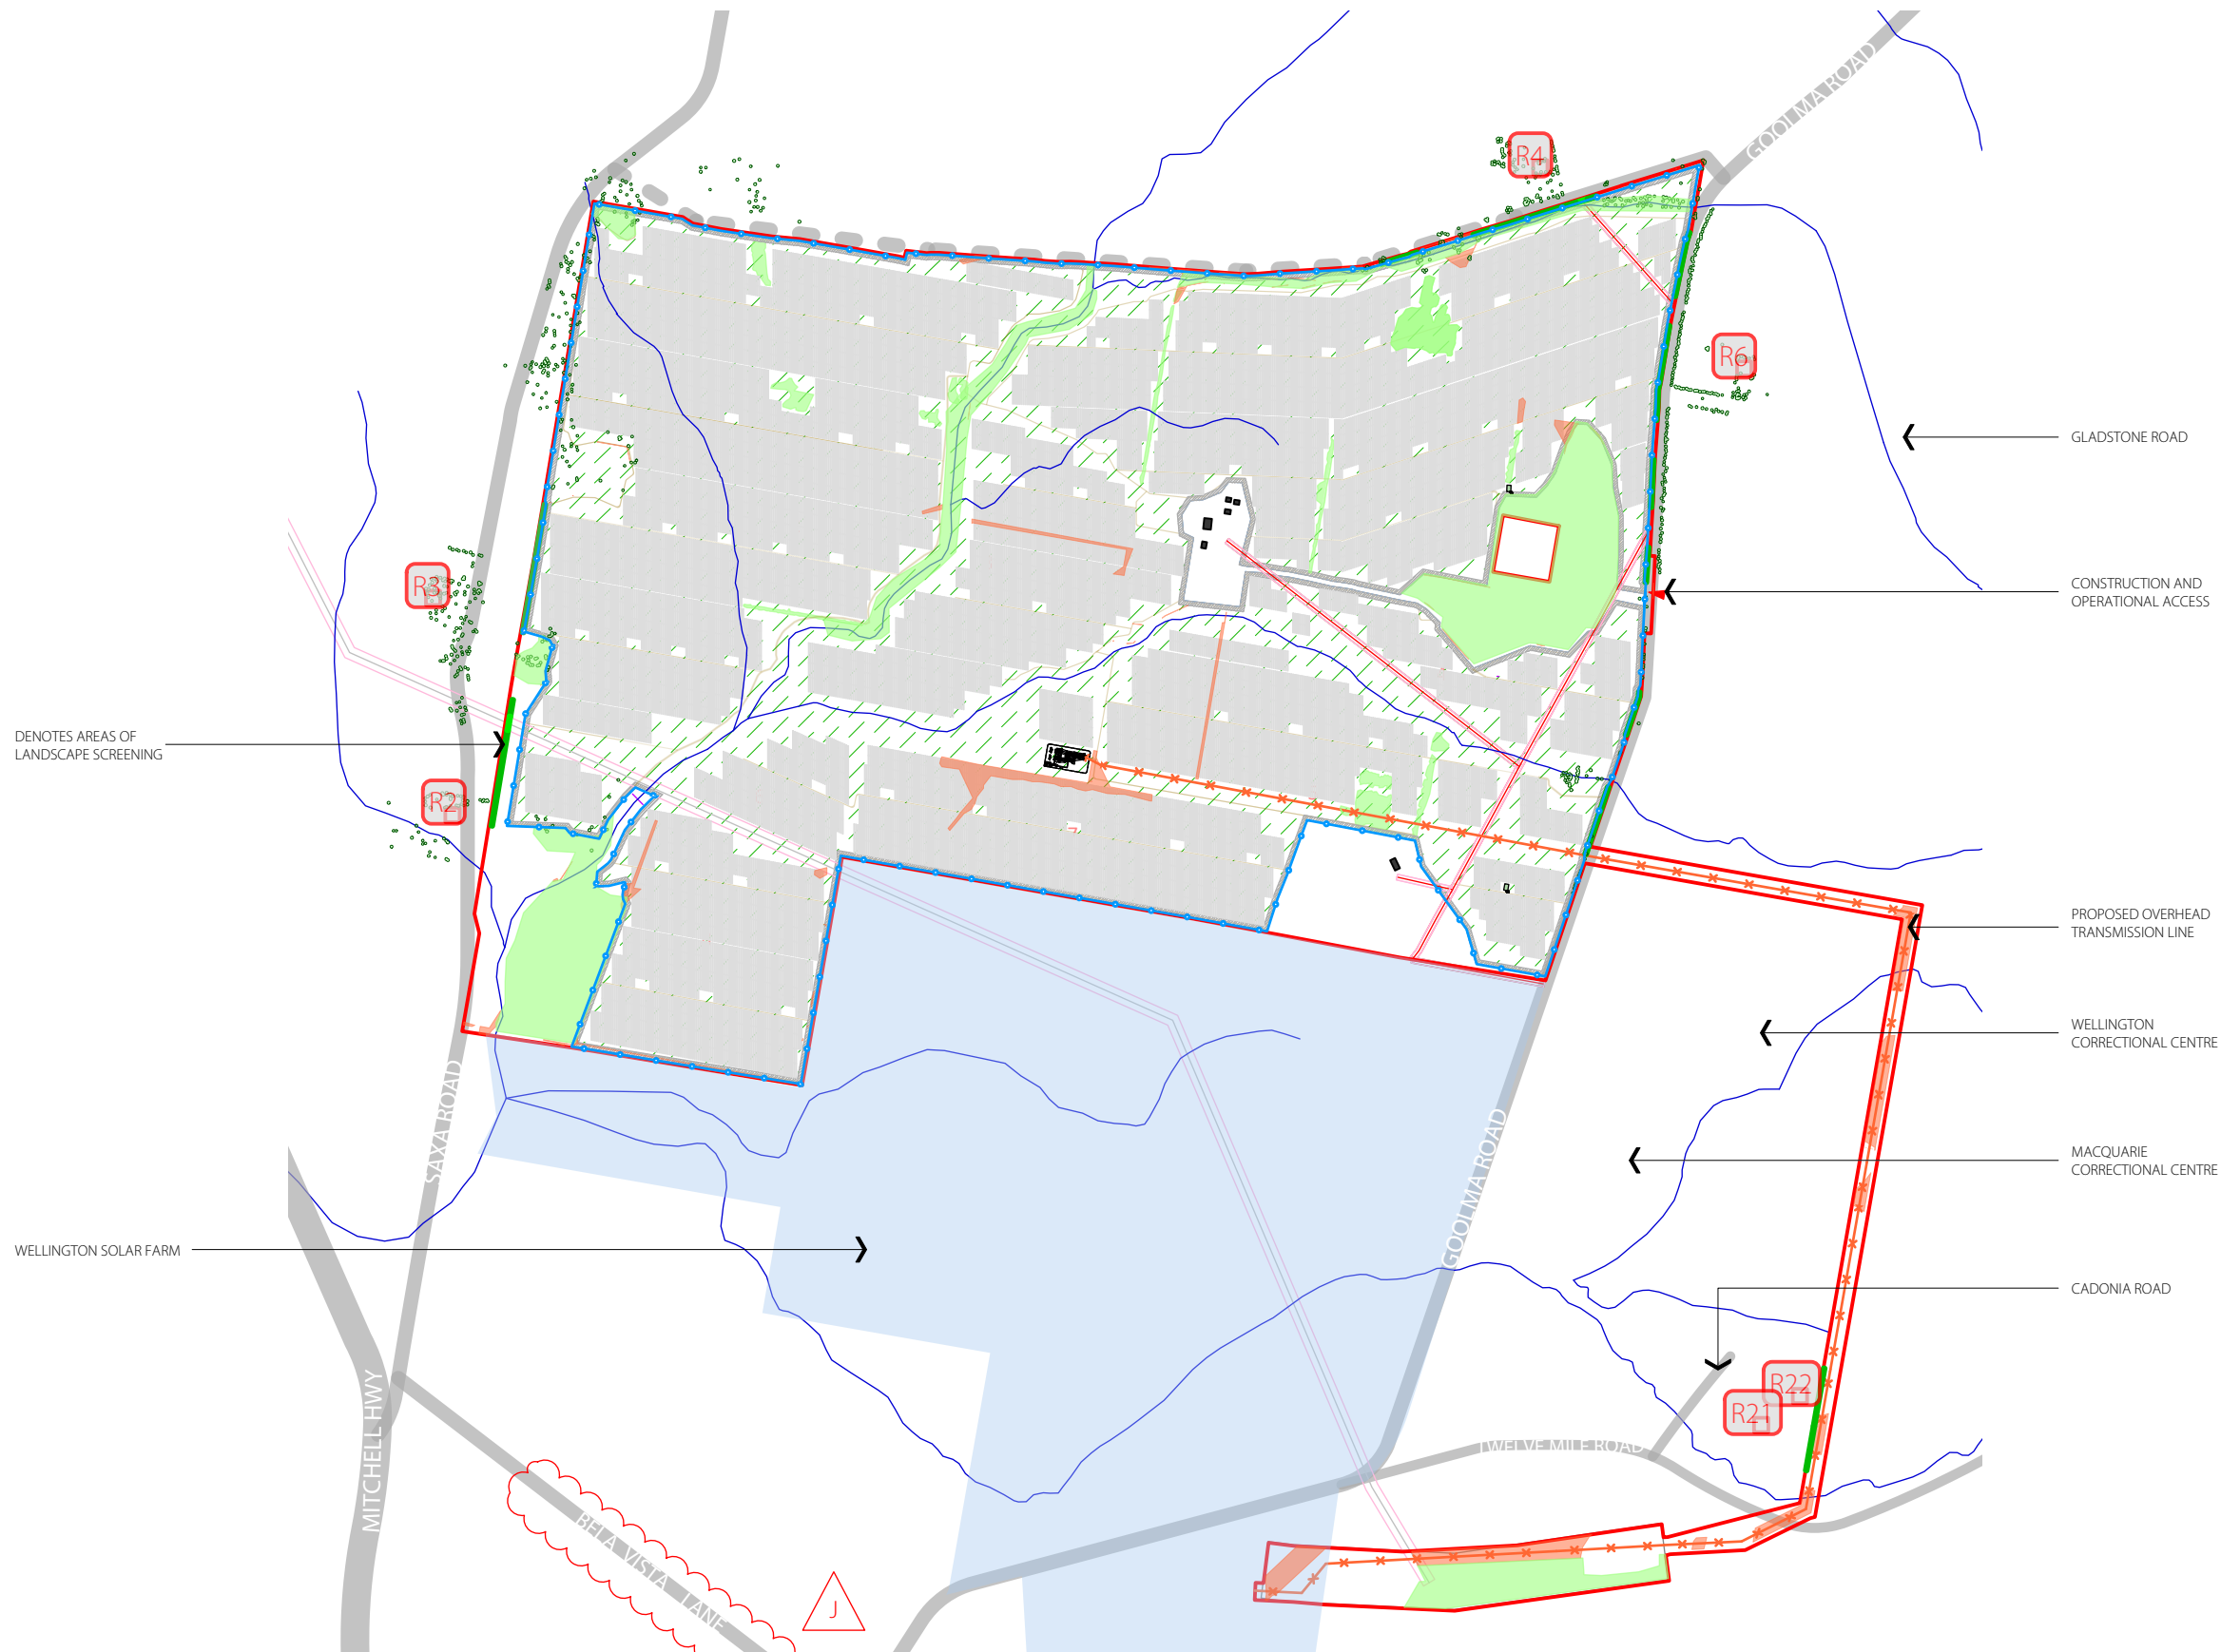 GOOLMA ROAD
R4
R6
GLADSTONE ROAD
R3
CONSTRUCTION AND
OPERATIONAL ACCESS
DENOTES AREAS OF
LANDSCAPE SCREENING
R2
PROPOSED OVERHEAD
TRANSMISSION LINE
WELLINGTON
CORRECTIONAL CENTRE
SAXA ROAD
GOOLMA ROAD
MACQUARIE
CORRECTIONAL CENTRE
WELLINGTON SOLAR FARM
CADONIA ROAD
MITCHELL HWY
R22
R21
TWELVE MILE ROAD
BELA VISTA LANE
J